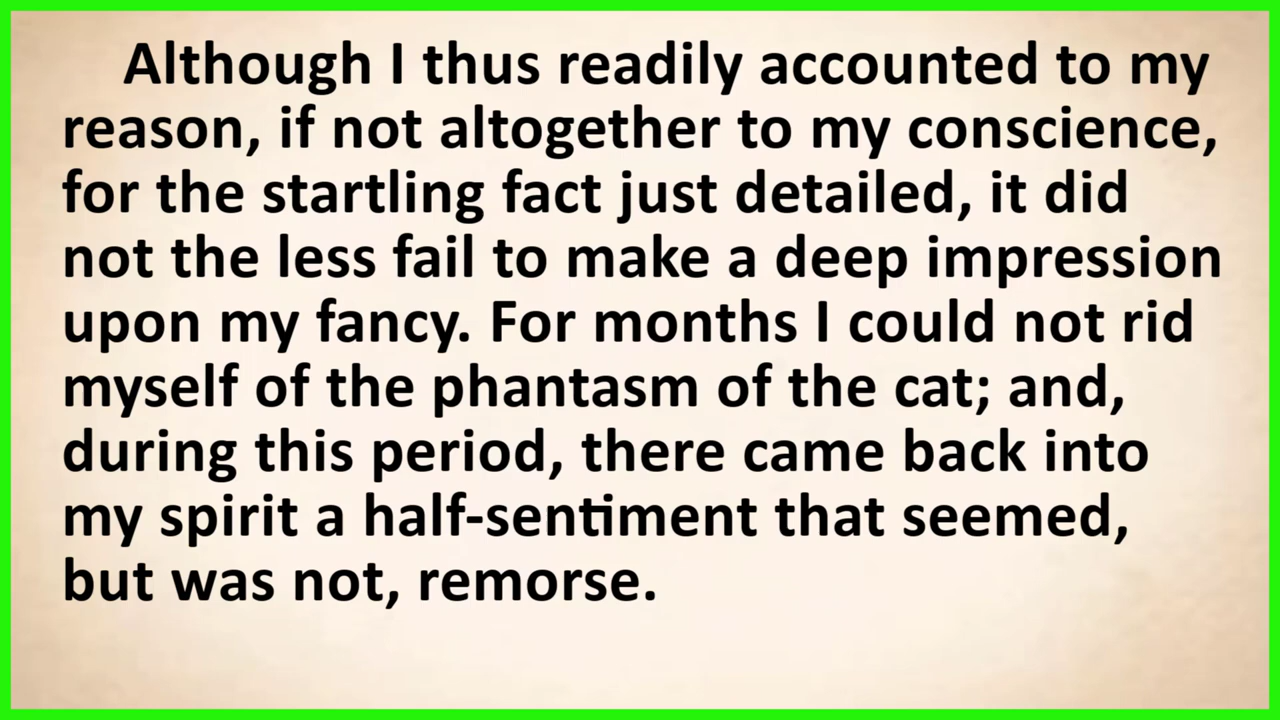 Although I thus readily accounted to my
reason, if not altogether to my conscience,
for the startling fact just detailed, it did
not the less fail to make a deep impression
upon my fancy. For months I could not rid
myself of the phantasm of the cat; and,
during this period, there came back into
my spirit a half-sentiment that seemed,
but was not, remorse.